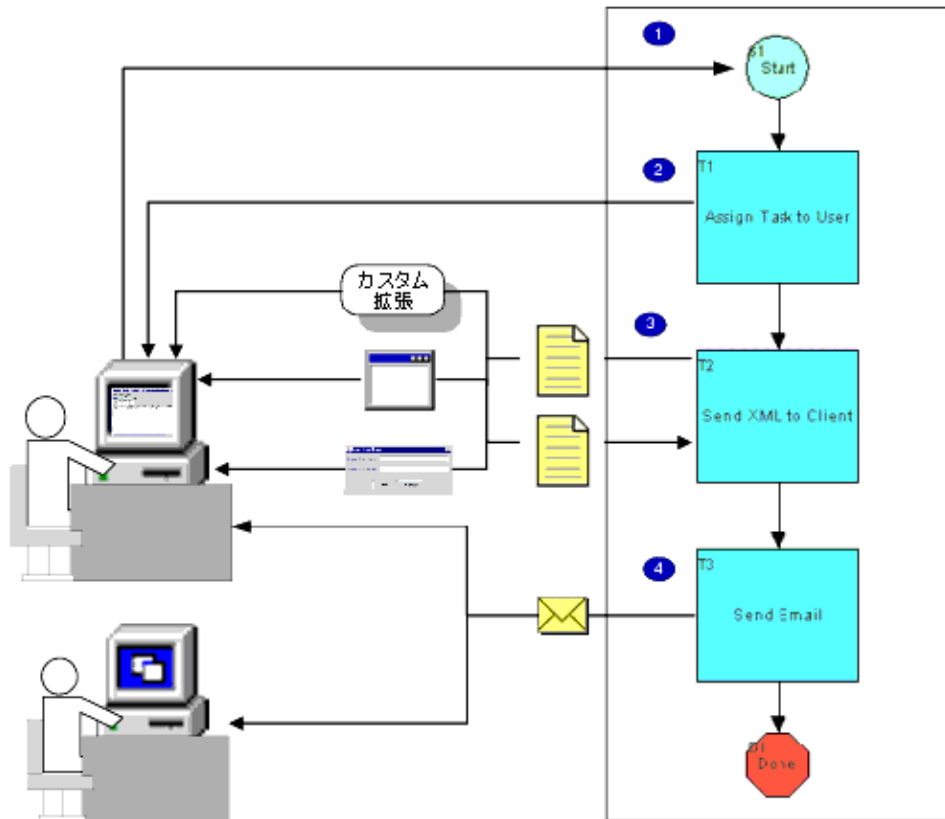 1
S1
Start
2
T1
Assign Task to User
カスタム
拡張
3
T2
Send XML to Client
4
T3
Send Email
D1
Done